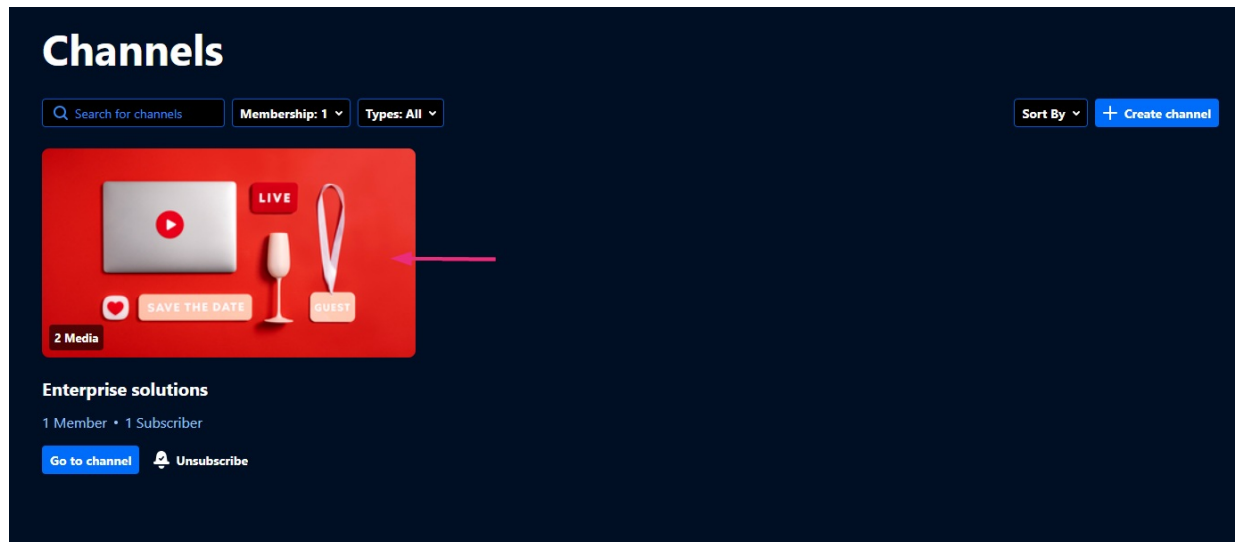 Channels
Search for channels
Membership: 1
Types: All
Sort By
Create channel
LIVE
SAVE THE DATE
GUEST
2 Media
Enterprise solutions
1 Member • 1 Subscriber
Go to channel
Unsubscribe